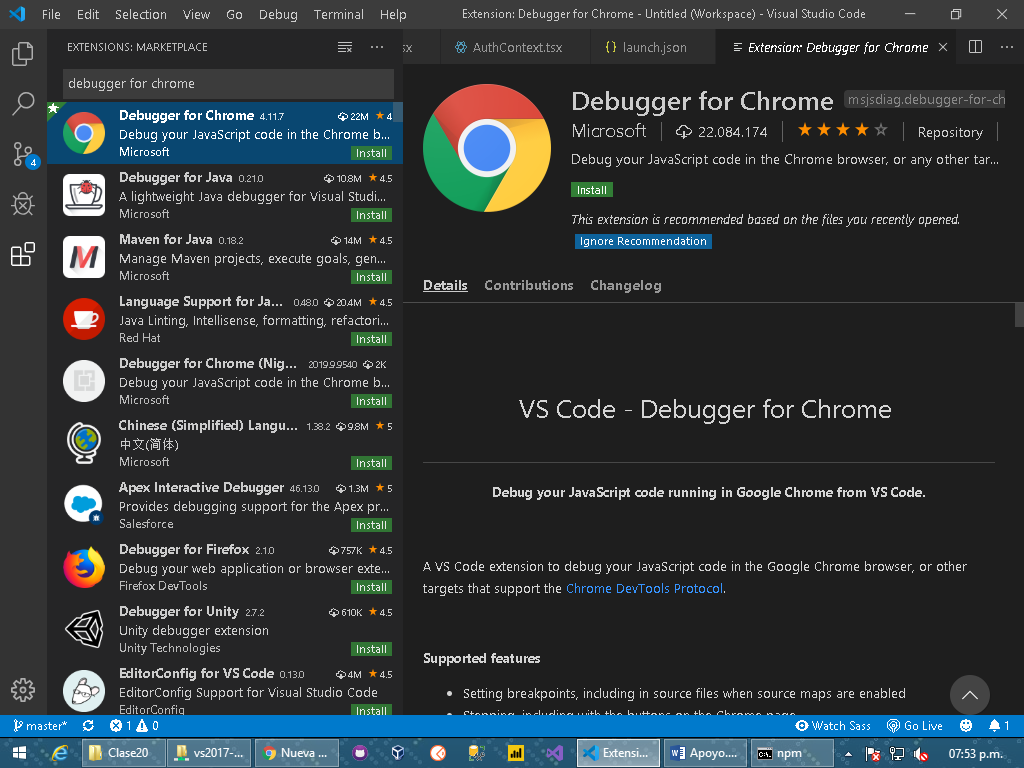 File Edit Selection View Go Debug Terminal Help Extension: Debugger for Chrome - Untitled (Workspace) - Visual Studio Code
EXTENSIONS: MARKETPLACE
sx AuthContext.tsx {} launch.json Extension: Debugger for Chrome
debugger for chrome
Debugger for Chrome 4.11.7 22M 4
Debug your JavaScript code in the Chrome b...
Microsoft Install
Debugger for Java 0.21.0 10.8M 4.5
A lightweight Java debugger for Visual Studi...
Microsoft Install
Maven for Java 0.18.2 14M 4.5
Manage Maven projects, execute goals, gen...
Microsoft Install
Language Support for Ja... 0.48.0 20.4M 4.5
Java Linting, Intellisense, formatting, refactori...
Red Hat Install
Debugger for Chrome (Nig... 2019.9.9540 2K
Debug your JavaScript code in the Chrome b...
Microsoft Install
Chinese (Simplified) Langu... 1.38.2 9.8M 5
中文(简体)
Microsoft Install
Apex Interactive Debugger 46.13.0 1.3M 5
Provides debugging support for the Apex pr...
Salesforce Install
Debugger for Firefox 2.1.0 757K 4.5
Debug your web application or browser exte...
Firefox DevTools Install
Debugger for Unity 2.7.2 610K 4.5
Unity debugger extension
Unity Technologies Install
EditorConfig for VS Code 0.13.0 4M 4.5
EditorConfig Support for Visual Studio Code
EditorConfig Install
4
Debugger for Chrome msjsdiag.debugger-for-ch
Microsoft 22.084.174 Repository
Debug your JavaScript code in the Chrome browser, or any other tar...
Install
This extension is recommended based on the files you recently opened.
Ignore Recommendation
Details Contributions Changelog
VS Code - Debugger for Chrome
Debug your JavaScript code running in Google Chrome from VS Code.
A VS Code extension to debug your JavaScript code in the Google Chrome browser, or other
targets that support the Chrome DevTools Protocol.
Supported features
• Setting breakpoints, including in source files when source maps are enabled
• Stepping, including with the buttons on the Chrome page
master* 1 0 Watch Sass Go Live 1
Clase20 vs2017-... Nueva ... Extensi... Apoyo.... npm 07:53 p.m.